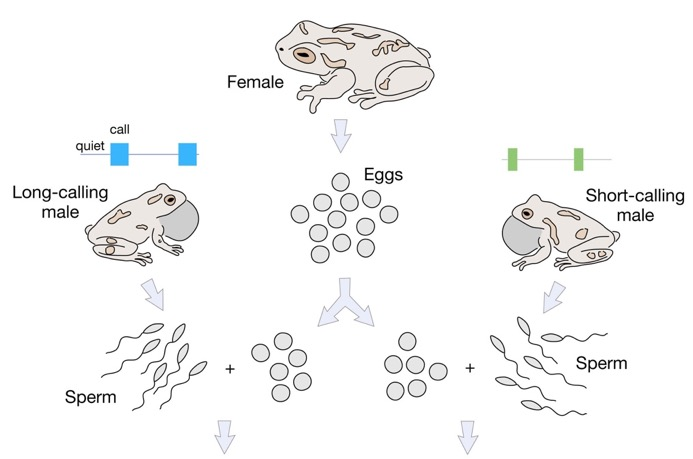 Female
call
quiet
Eggs
Long-calling
male
Short-calling
male
Sperm
+
+
Sperm